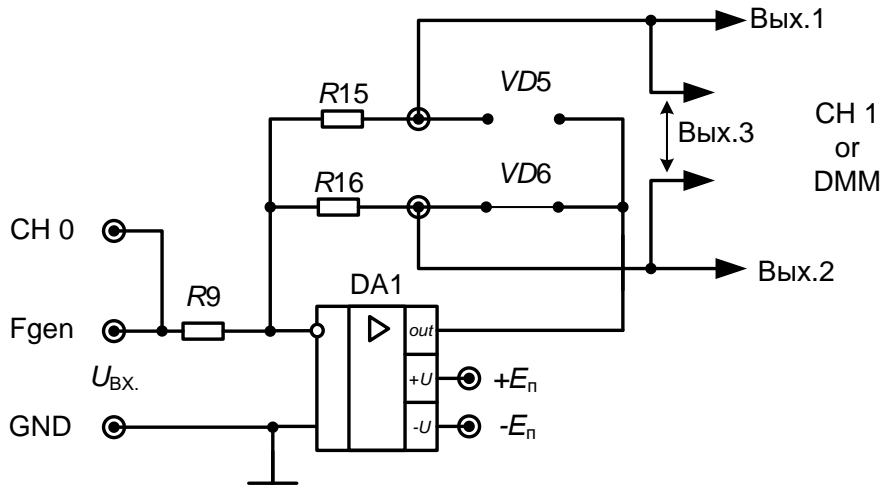 Вых.1
R15
VD5
CH 1
or
DMM
Вых.3
R16
VD6
CH 0
Вых.2
R9
DA1
Fgen
out
UВХ.
+U
+Eп
GND
-U
-Eп